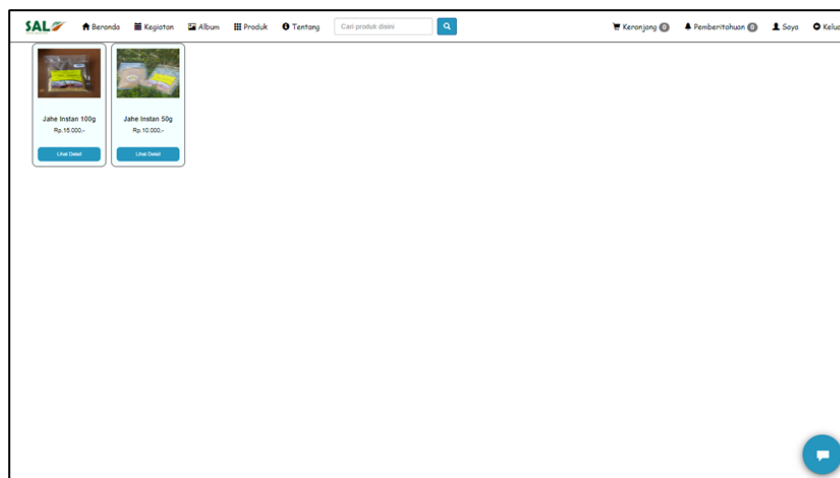 SAL
Beranda Kegiatan Album Produk Tentang Cari produk disini Keranjang 0 Pemberitahuan 0 Saya Kelua
Jahe Instan 100g
Rp.15.000,-
Lihat Detail
Jahe Instan 50g
Rp.10.000,-
Lihat Detail